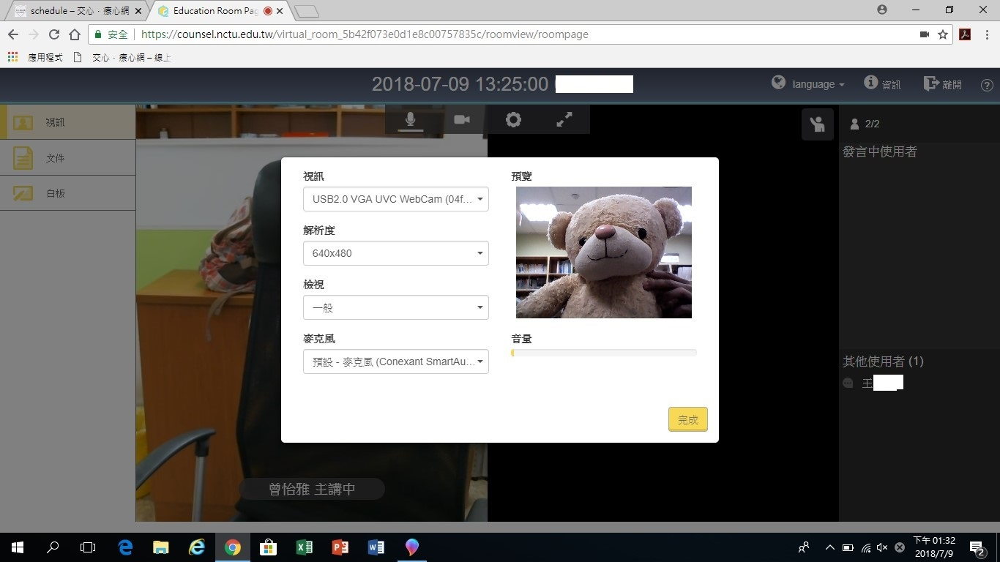 schedule – 交心 · 療心網
Education Room Pag
安全
https://counsel.nctu.edu.tw/virtual_room_5b42f073e0d1e8c00757835c/roomview/roompage
應用程式
交心 · 療心網 – 線上
2018-07-09 13:25:00
language
資訊
離開
視訊
文件
白板
2/2
發言中使用者
其他使用者 (1)
王
視訊
USB2.0 VGA UVC WebCam (04f...
解析度
640x480
檢視
一般
麥克風
預設 - 麥克風 (Conexant SmartAu...
預覽
音量
完成
曾怡雅 主講中
下午 01:32
2018/7/9
2